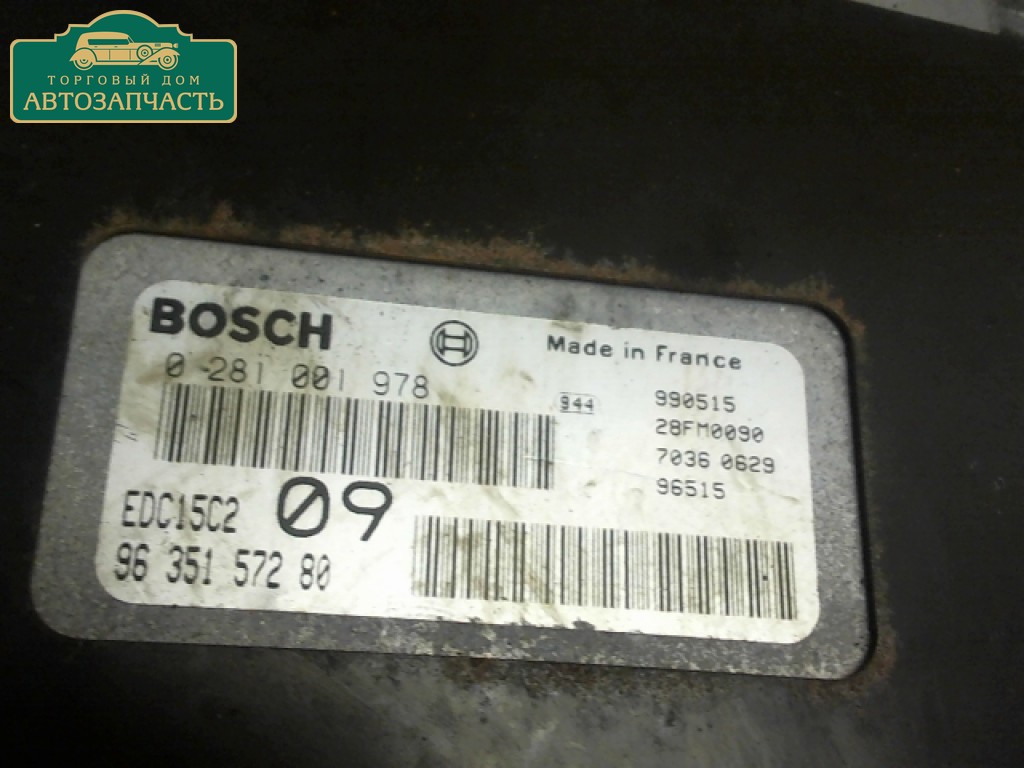 ТОРГОВЫЙ ДОМ
АВТОЗАПЧАСТЬ
BOSCH
Made in France
0 281 001 978
944
990515
28FM0090
7036 0629
96515
EDC15C2 09
96 351 572 80